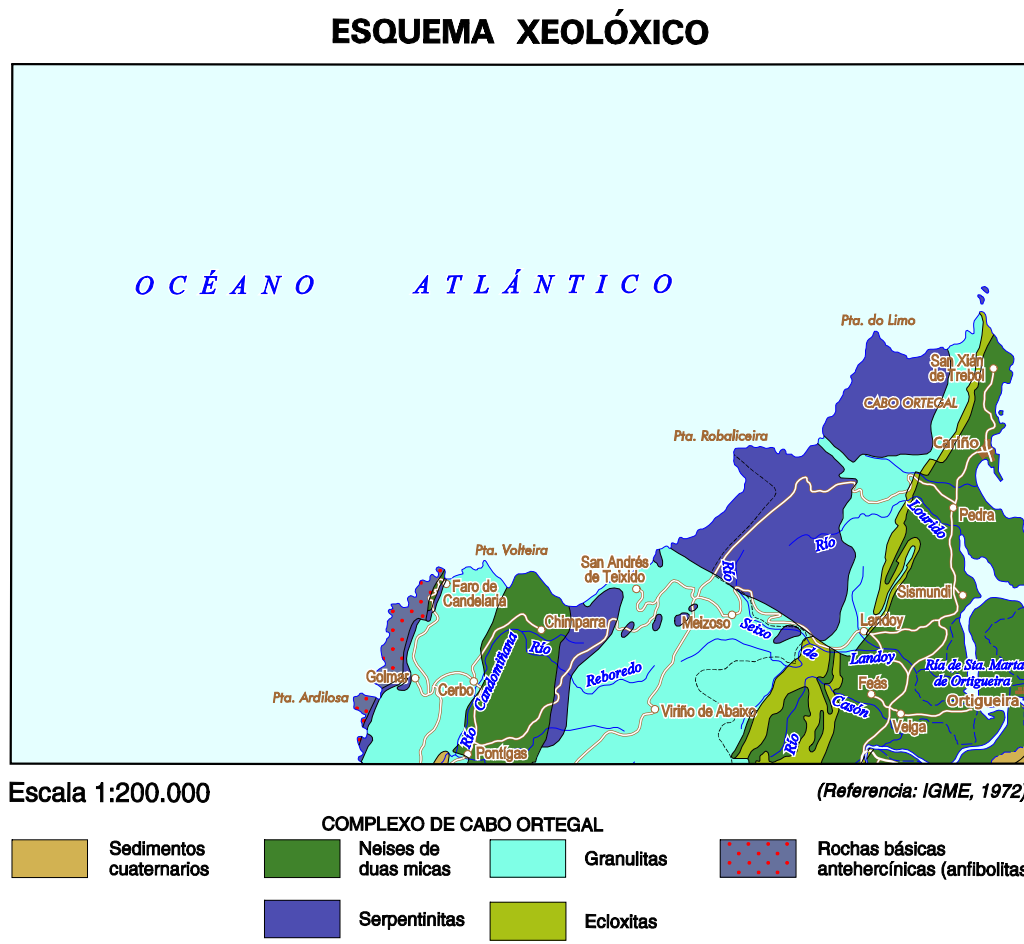 ESQUEMA XEOLÓXICO
OCÉANO ATLÁNTICO
Pta. do Limo
San Xián
de Trebol
CABO ORTEGAL
Pta. Robaliceira
Cariño
Lourido
Pedra
Río
Pta. Volteira
San Andrés
de Teixido
Río
Faro de
Candelaria
Sismundi
Chimparra
Meizoso
Seixo
Landoy
Río
Candomiñana
de
Landoy
Ría de Sta. Marta
de Ortigueira
Reboredo
Golmar
Cerbo
Feás
Pta. Ardilosa
Casón
Ortigueira
Viriño de Abaixo
Veiga
Río
Río
Pontigas
Escala 1:200.000
(Referencia: IGME, 1972)
COMPLEXO DE CABO ORTEGAL
Sedimentos
cuaternarios
Neises de
duas micas
Granulitas
Rochas básicas
antehercínicas (anfibolitas
Serpentinitas
Ecloxitas